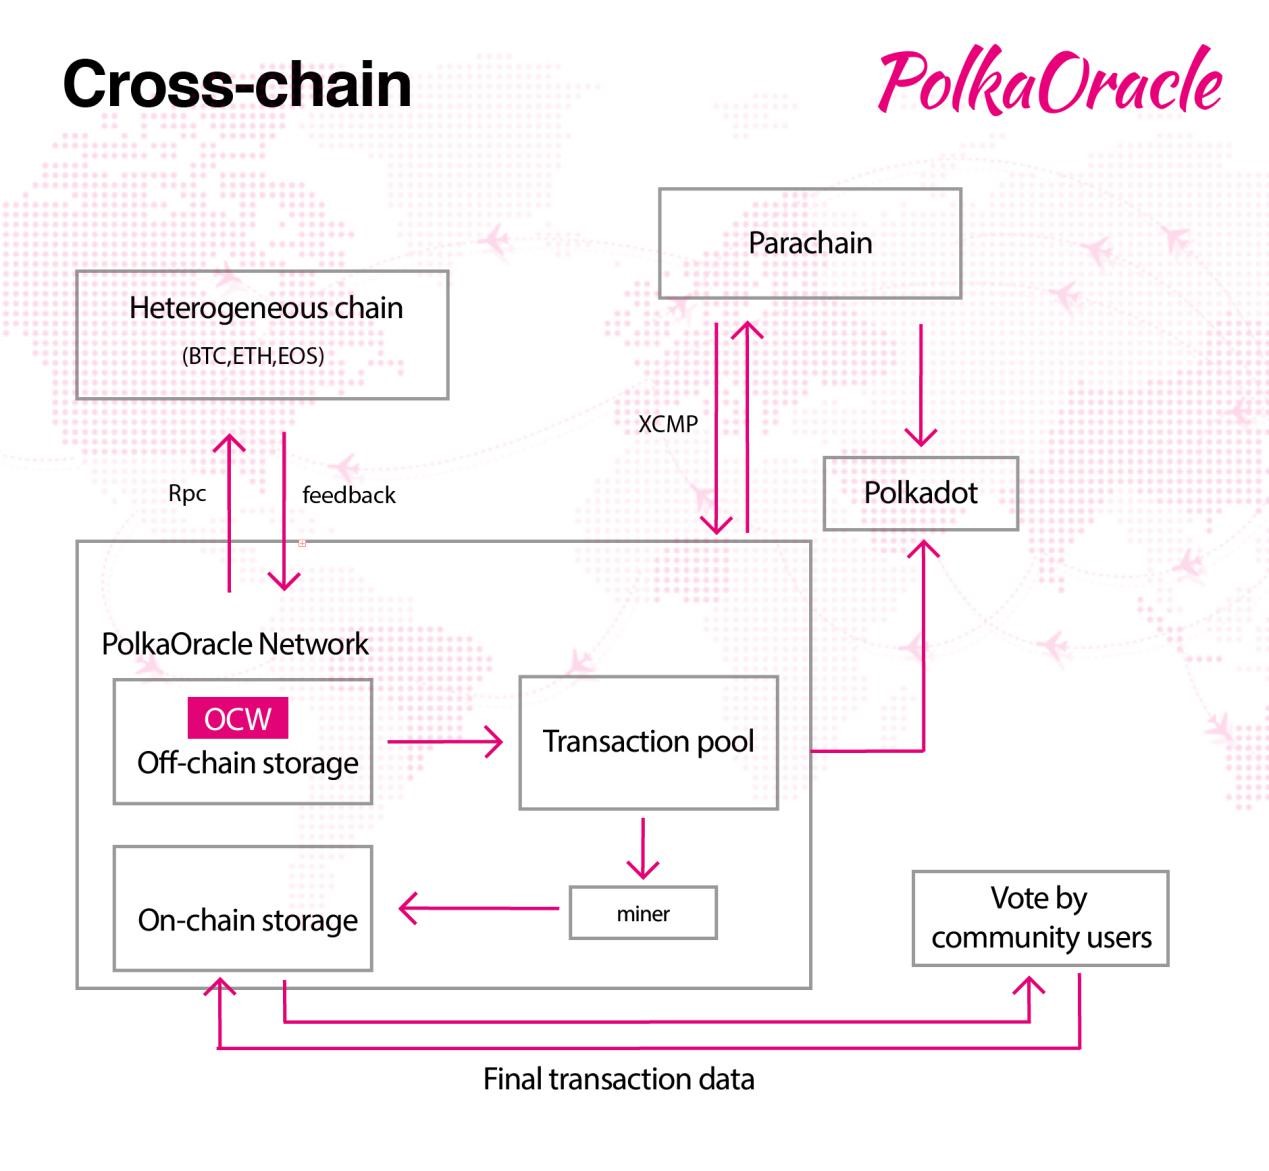 Cross-chain
PolkaOracle
Parachain
Heterogeneous chain
(BTC,ETH,EOS)
XCMP
Polkadot
Rpc
feedback
PolkaOracle Network
OCW
Off-chain storage
Transaction pool
On-chain storage
miner
Vote by
community users
Final transaction data